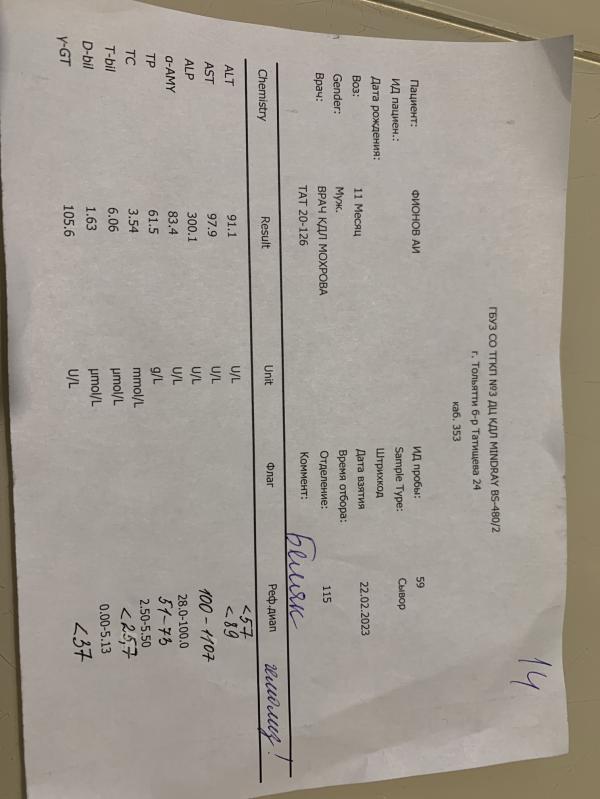 14
ГБУЗ СО ТГКП №3 ДЦ КДЛ MINDRAY BS-480/2
г. Тольятти б-р Татищева 24
каб. 353
Пациент: ФИОНОВ АИ ИД пробы: 59
ИД пациен.: Sample Type: Сывор
Дата рождения: Штрихкод
Воз: 11 Месяц Дата взятия 22.02.2023
Gender: Муж. Время отбора:
Врач: ВРАЧ КДЛ МОХРОВА Отделение: 115
ТАТ 20-126 Коммент:
гемолиз!
Chemistry Result Unit Флаг Реф.диап
ALT 91.1 U/L <57
AST 97.9 U/L <89
ALP 300.1 U/L 100-1107
α-AMY 83.4 U/L 28.0-100.0
TP 61.5 g/L 51-73
TC 3.54 mmol/L 2.50-5.50
T-bil 6.06 µmol/L <25,7
D-bil 1.63 µmol/L 0.00-5.13
γ-GT 105.6 U/L <37